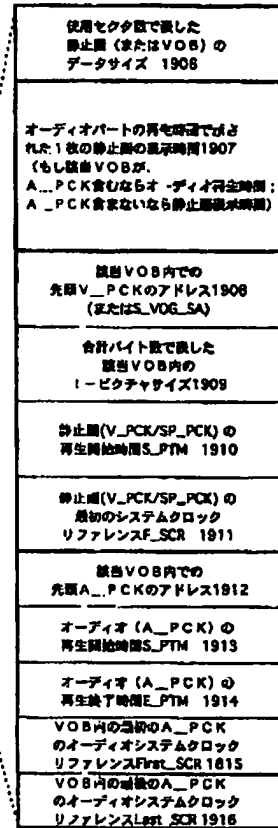 使用セクタ数で表した
静止画(またはVOB)の
データサイズ 1906
オーディオパートの再生時間で示さ
れた1枚の静止画の表示時間1907
(もし該当VOBが、
A_PCK含むならオ-ディオ再生時間;
A_PCK含まないなら静止画表示時間)
該当VOB内での
先頭V_PCKのアドレス1908
(またはS_VOG_SA)
合計バイト数で表した
該当VOB内の
ービクチャサイズ1909
静止画(V_PCK/SP_PCK)の
再生開始時間S_PTM 1910
静止画(V_PCK/SP_PCK)の
最初のシステムクロック
リファレンスF_SCR 1911
該当VOB内での
先頭A_PCKのアドレス1912
オーディオ(A_PCK)の
再生開始時間S_PTM 1913
オーディオ(A_PCK)の
再生終了時間E_PTM 1914
VOB内の最初のA_PCK
のオーディオシステムクロック
リファレンスFirst_SCR 1615
VOB内の最後のA_PCK
のオーディオシステムクロック
リファレンスLast_SCR 1916